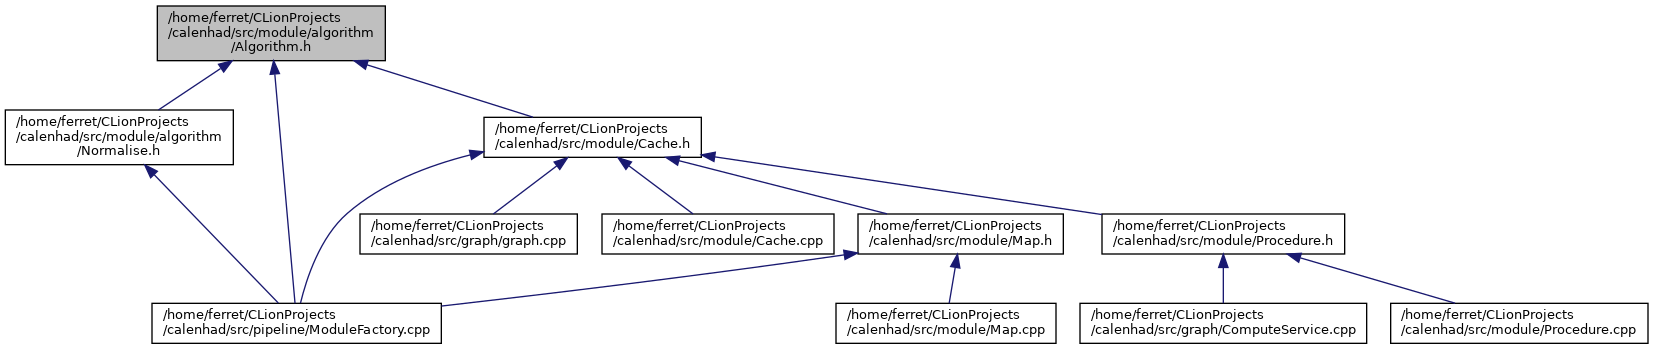 /home/ferret/CLionProjects
/calenhad/src/module/algorithm
/Algorithm.h
/home/ferret/CLionProjects
/calenhad/src/module/algorithm
/Normalise.h
/home/ferret/CLionProjects
/calenhad/src/module/Cache.h
/home/ferret/CLionProjects
/calenhad/src/graph/graph.cpp
/home/ferret/CLionProjects
/calenhad/src/module/Cache.cpp
/home/ferret/CLionProjects
/calenhad/src/module/Map.h
/home/ferret/CLionProjects
/calenhad/src/module/Procedure.h
/home/ferret/CLionProjects
/calenhad/src/pipeline/ModuleFactory.cpp
/home/ferret/CLionProjects
/calenhad/src/module/Map.cpp
/home/ferret/CLionProjects
/calenhad/src/graph/ComputeService.cpp
/home/ferret/CLionProjects
/calenhad/src/module/Procedure.cpp